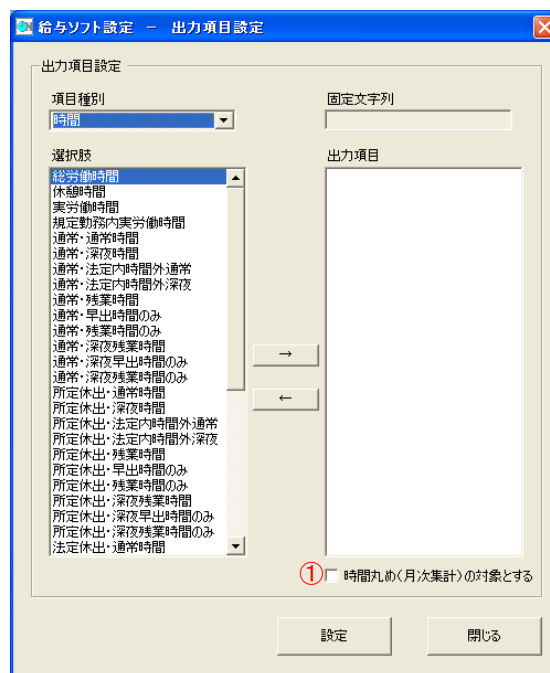 給与ソフト設定 － 出力項目設定
出力項目設定
項目種別
固定文字列
時間
選択肢
出力項目
総労働時間
休憩時間
実労働時間
規定勤務内実労働時間
通常・通常時間
通常・深夜時間
通常・法定内時間外通常
通常・法定内時間外深夜
通常・残業時間
通常・早出時間のみ
通常・残業時間のみ
通常・深夜残業時間
通常・深夜早出時間のみ
通常・深夜残業時間のみ
所定休出・通常時間
所定休出・深夜時間
所定休出・法定内時間外通常
所定休出・法定内時間外深夜
所定休出・残業時間
所定休出・早出時間のみ
所定休出・残業時間のみ
所定休出・深夜残業時間
所定休出・深夜早出時間のみ
所定休出・深夜残業時間のみ
法定休出・通常時間
→
←
① 時間丸め(月次集計)の対象とする
設定
閉じる